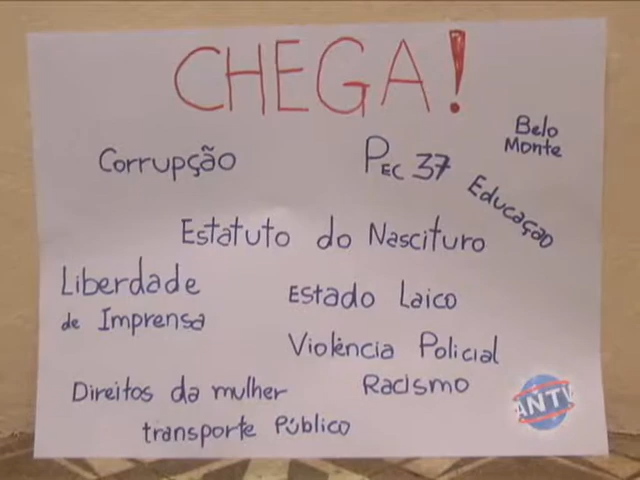 CHEGA!
Belo
Monte
Corrupção
PEC 37
Educação
Estatuto do Nascituro
Liberdade
de Imprensa
Estado Laico
Violência Policial
Racismo
Direitos da mulher
transporte Público
ANTV